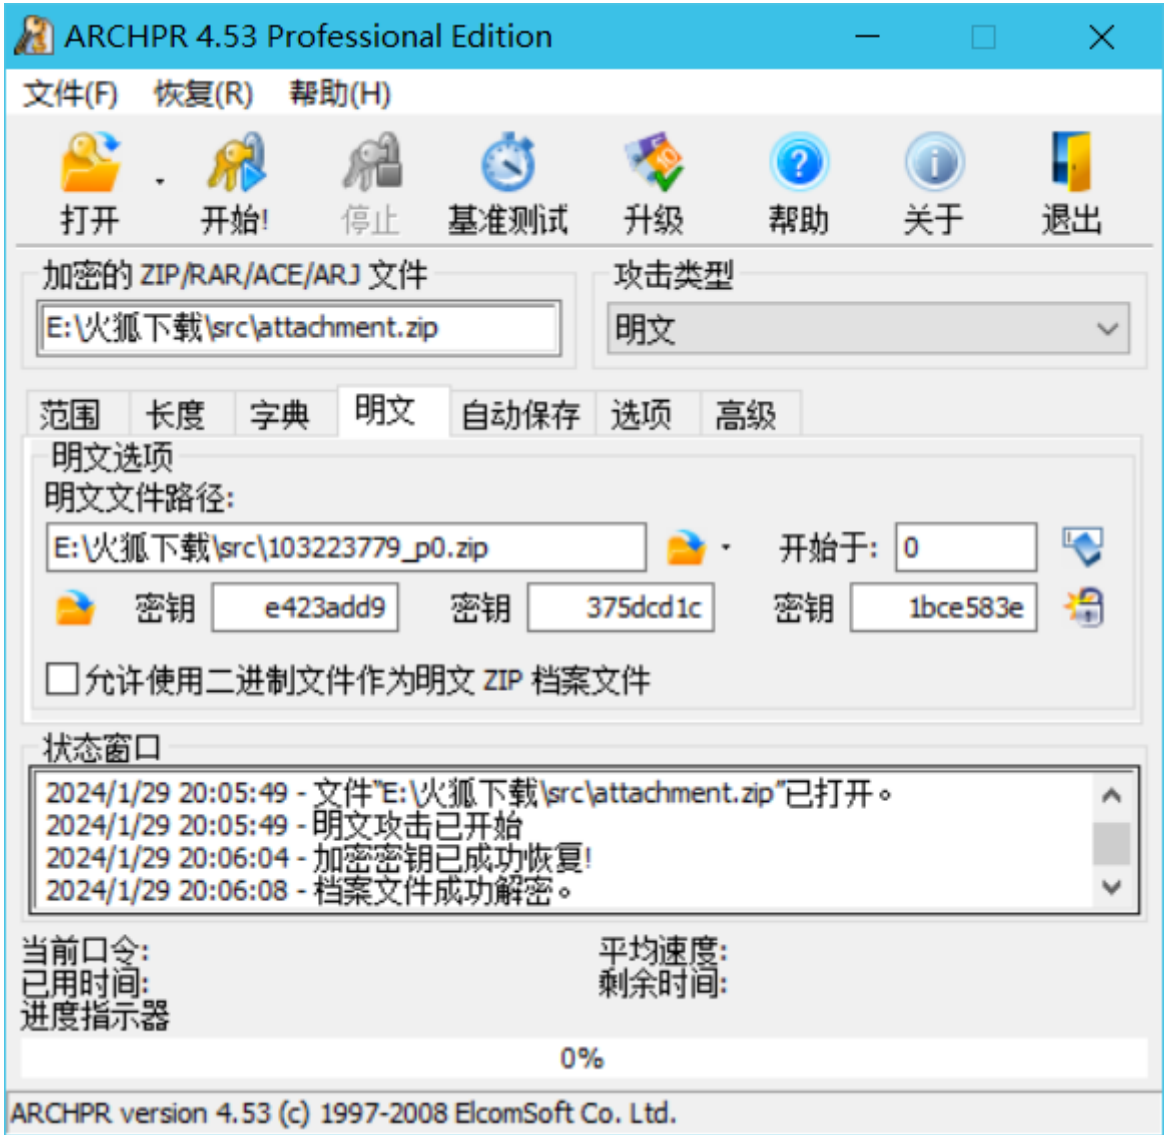 ARCHPR 4.53 Professional Edition
文件(F) 恢复(R) 帮助(H)
打开 开始! 停止 基准测试 升级 帮助 关于 退出
加密的 ZIP/RAR/ACE/ARJ 文件 攻击类型
E:\火狐下载\src\attachment.zip 明文
范围 长度 字典 明文 自动保存 选项 高级
明文选项
明文文件路径:
E:\火狐下载\src\103223779_p0.zip 开始于: 0
密钥 e423add9 密钥 375dcd1c 密钥 1bce583e
允许使用二进制文件作为明文 ZIP 档案文件
状态窗口
2024/1/29 20:05:49 - 文件"E:\火狐下载\src\attachment.zip"已打开。
2024/1/29 20:05:49 - 明文攻击已开始
2024/1/29 20:06:04 - 加密密钥已成功恢复!
2024/1/29 20:06:08 - 档案文件成功解密。
当前口令: 平均速度:
已用时间: 剩余时间:
进度指示器
0%
ARCHPR version 4.53 (c) 1997-2008 ElcomSoft Co. Ltd.